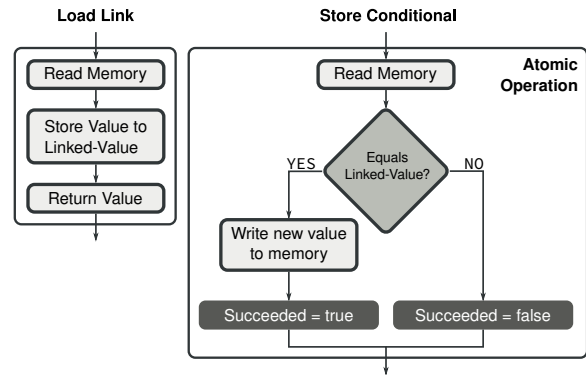 Load Link
Read Memory
Store Value to
Linked-Value
Return Value
Store Conditional
Atomic
Operation
Read Memory
Equals
Linked-Value?
YES
NO
Write new value
to memory
Succeeded = true
Succeeded = false